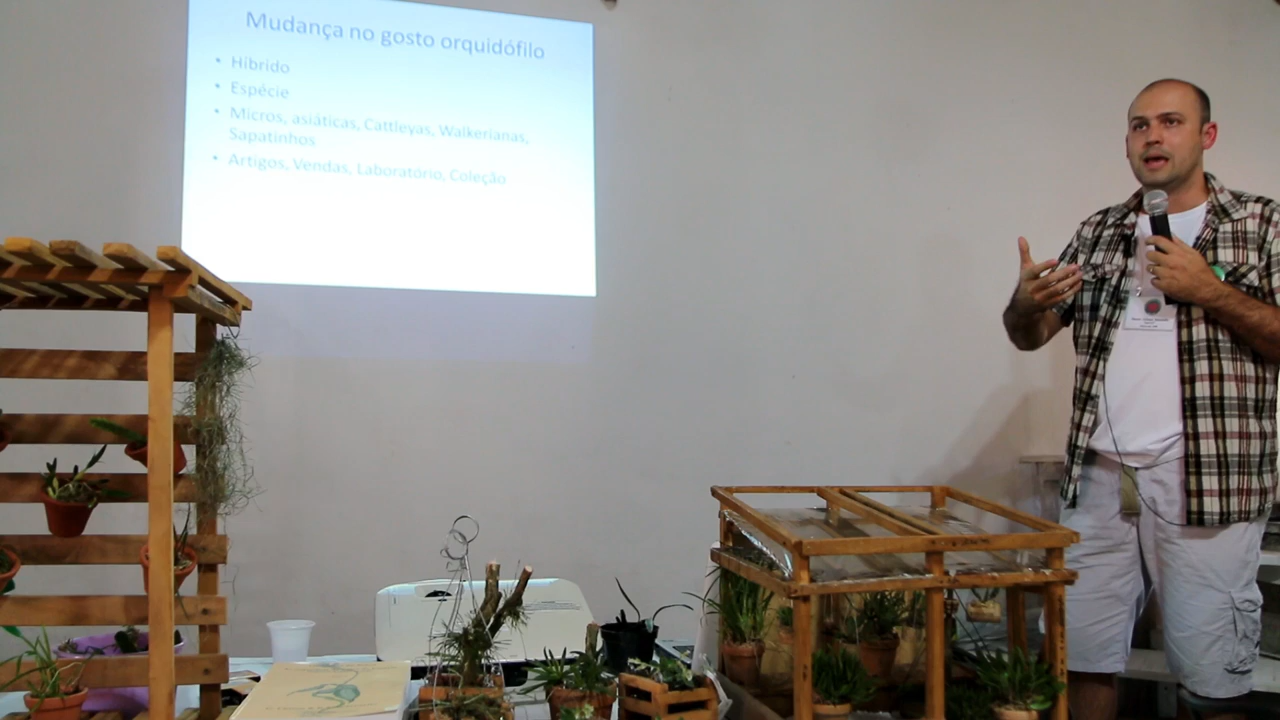 Mudança no gosto orquidófilo
• Híbrido
• Espécie
• Micros, asiáticas, Cattleyas, Walkerianas,
Sapatinhos
• Artigos, Vendas, Laboratório, Coleção